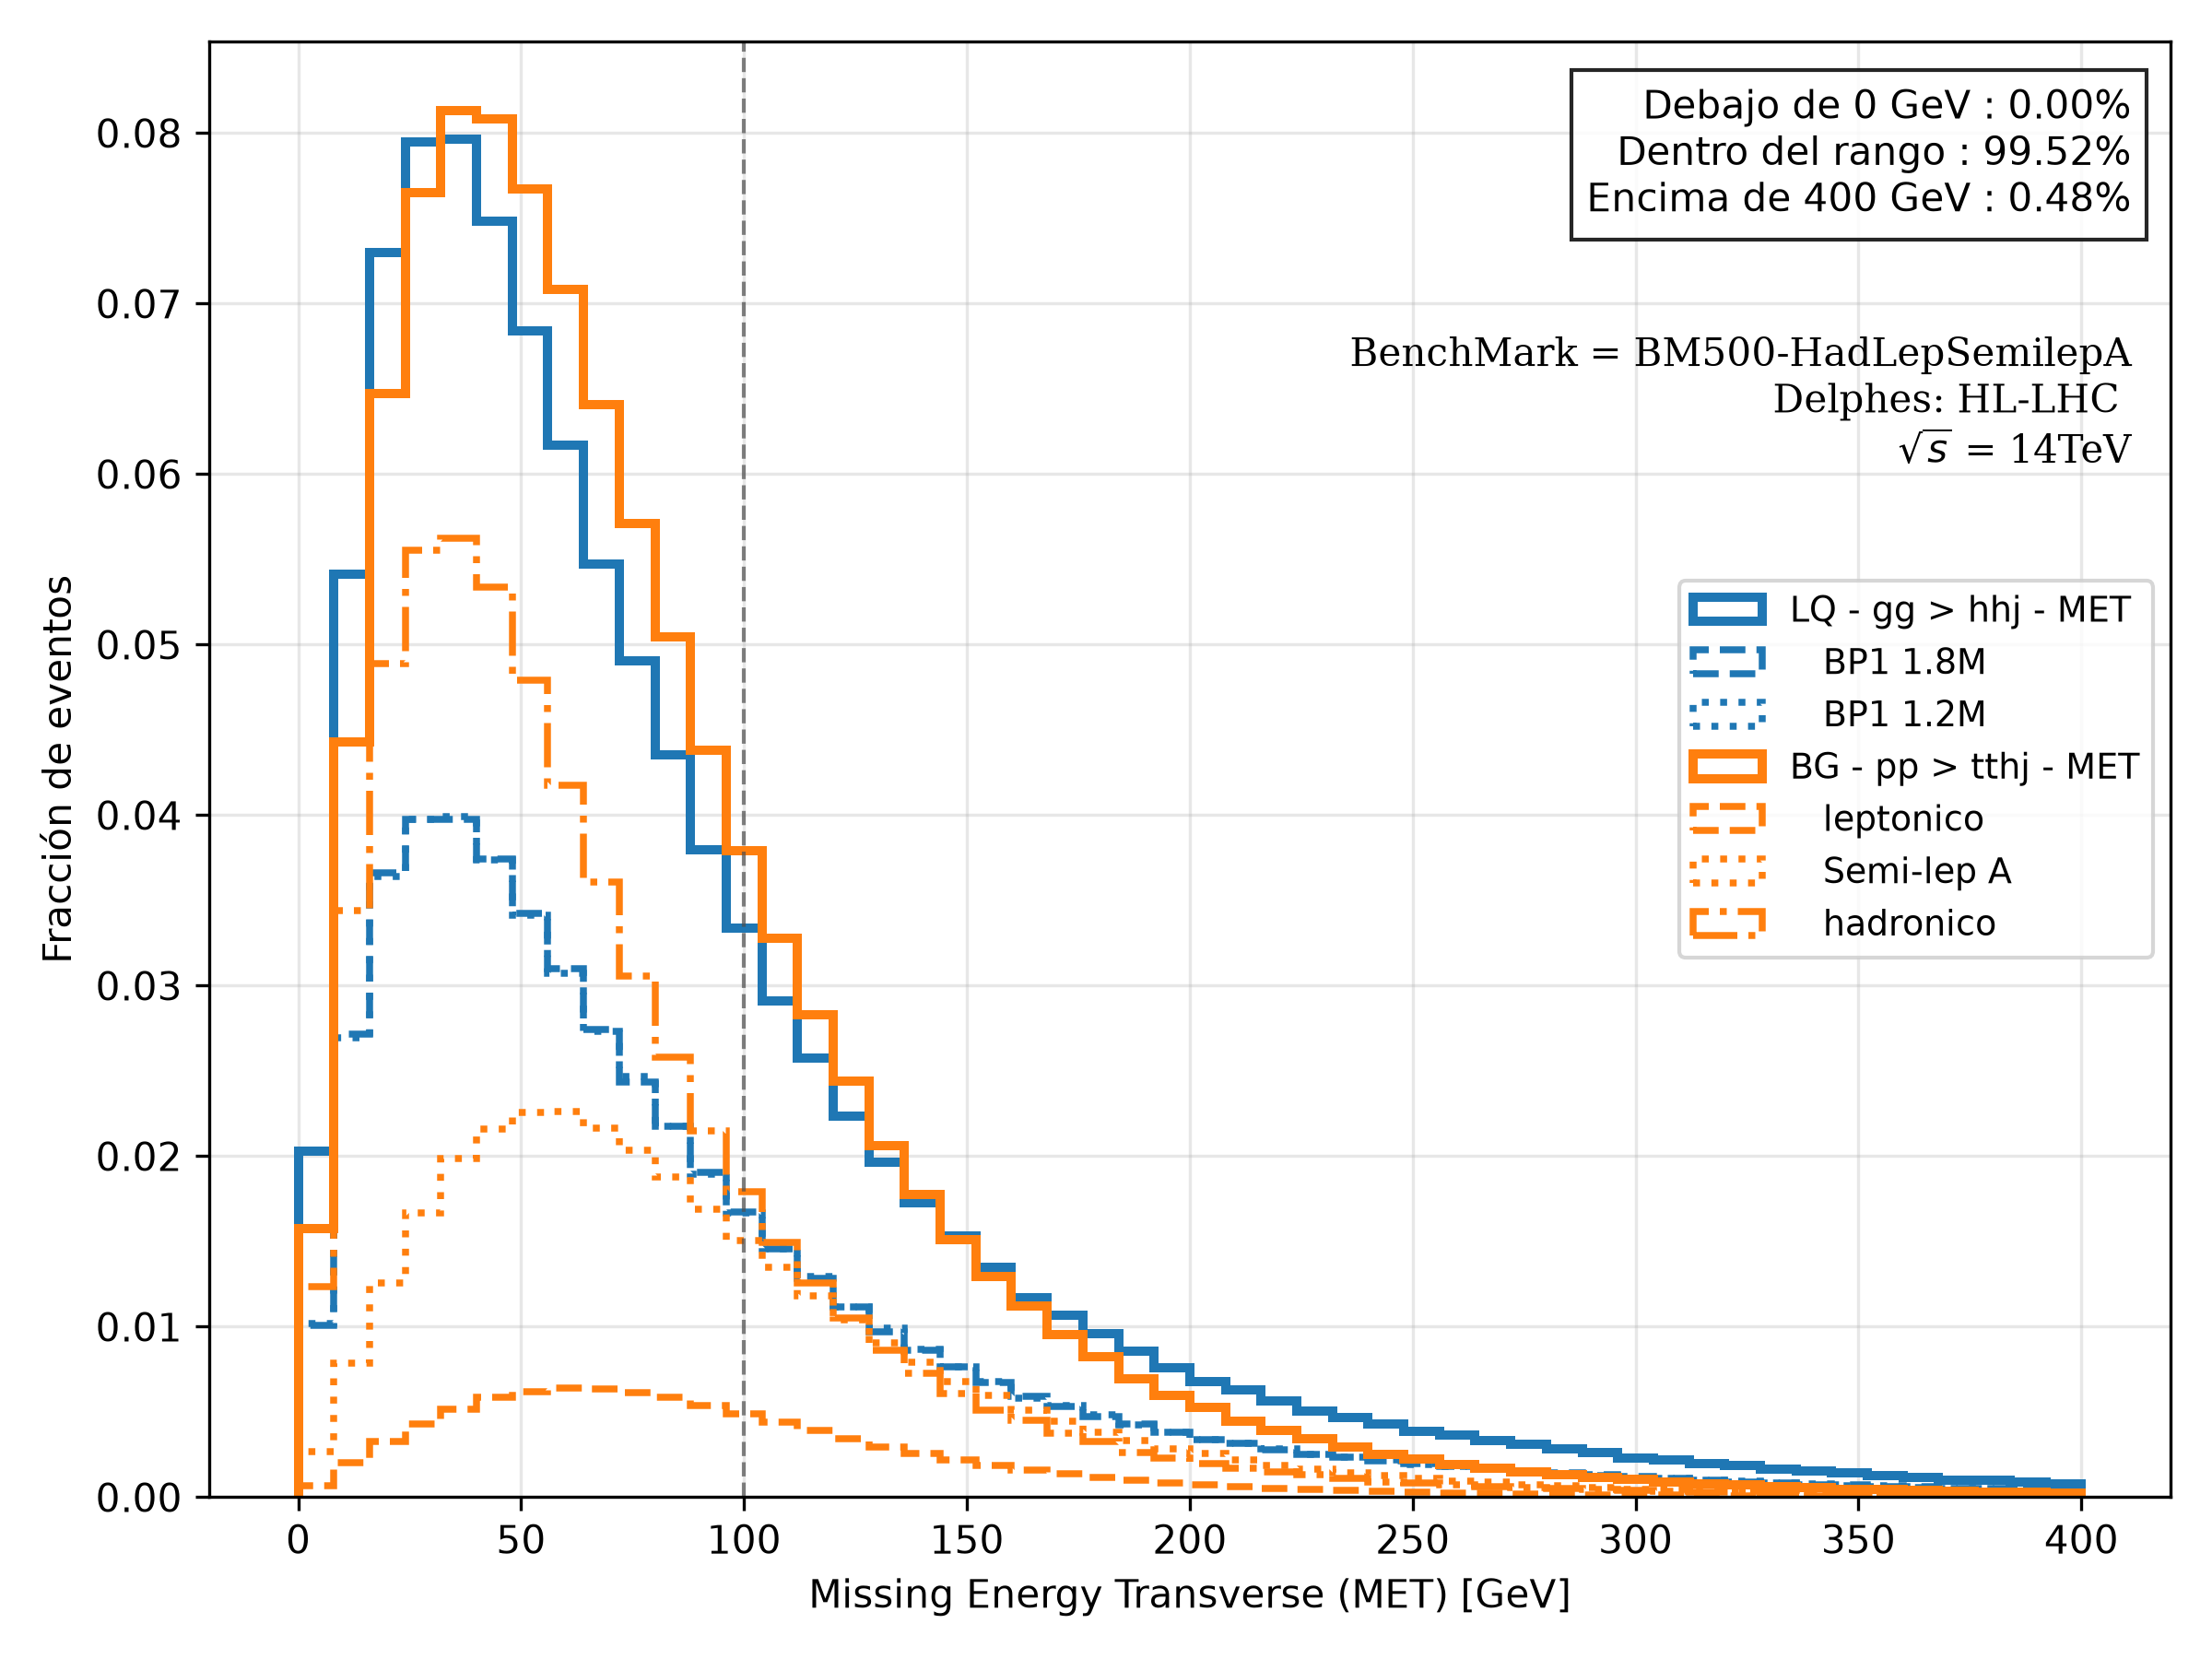 Debajo de 0 GeV : 0.00%
Dentro del rango : 99.52%
Encima de 400 GeV : 0.48%
BenchMark = BM500-HadLepSemilepA
Delphes: HL-LHC
√s = 14TeV
LQ - gg > hhj - MET
BP1 1.8M
BP1 1.2M
BG - pp > tthj - MET
leptonico
Semi-lep A
hadronico
Fracción de eventos
0.08
0.07
0.06
0.05
0.04
0.03
0.02
0.01
0.00
0 50 100 150 200 250 300 350 400
Missing Energy Transverse (MET) [GeV]